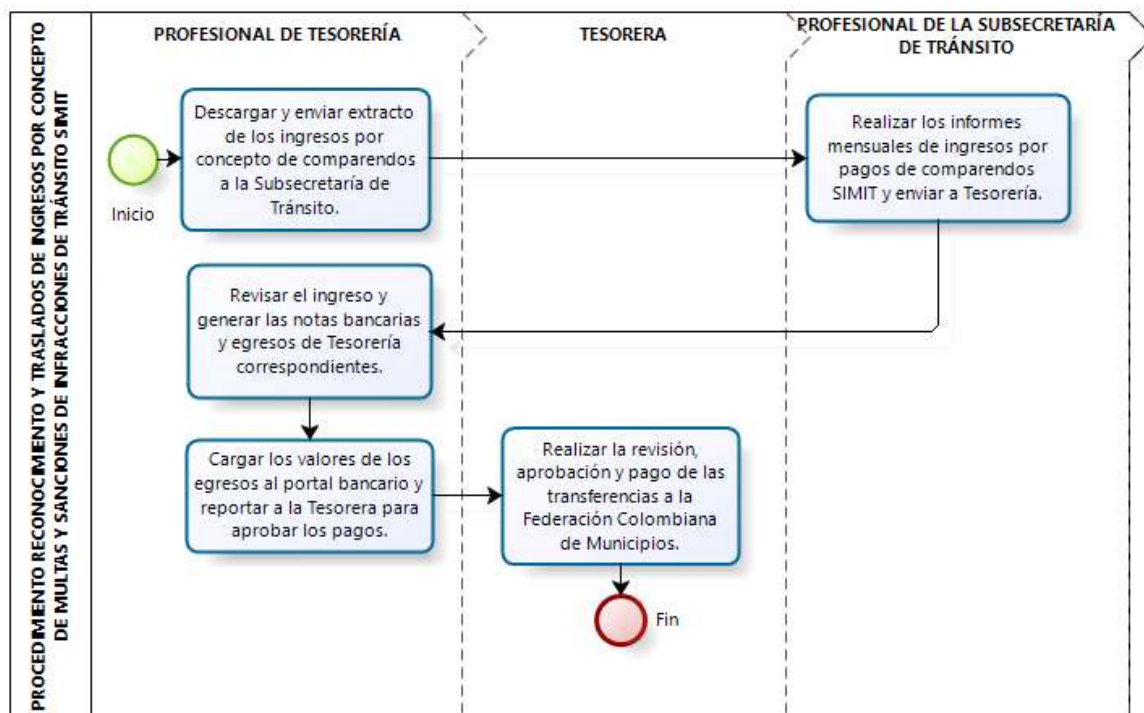 PROCEDIMIENTO RECONOCIMIENTO Y TRASLADOS DE INGRESOS POR CONCEPTO
DE MULTAS Y SANCIONES DE INFRACCIONES DE TRÁNSITO SIMIT
PROFESIONAL DE TESORERÍA
TESORERA
PROFESIONAL DE LA SUBSECRETARÍA
DE TRÁNSITO
Inicio
Descargar y enviar extracto
de los ingresos por
concepto de comparendos
a la Subsecretaría de
Tránsito.
Realizar los informes
mensuales de ingresos por
pagos de comparendos
SIMIT y enviar a Tesorería.
Revisar el ingreso y
generar las notas bancarias
y egresos de Tesorería
correspondientes.
Cargar los valores de los
egresos al portal bancario y
reportar a la Tesorera para
aprobar los pagos.
Realizar la revisión,
aprobación y pago de las
transferencias a la
Federación Colombiana
de Municipios.
Fin